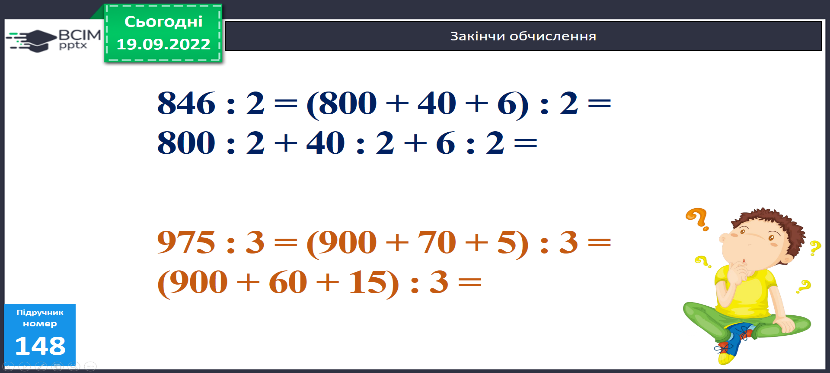 ВСІМ
pptx
Сьогодні
19.09.2022
Закінчи обчислення
846 : 2 = (800 + 40 + 6) : 2 =
800 : 2 + 40 : 2 + 6 : 2 =
975 : 3 = (900 + 70 + 5) : 3 =
(900 + 60 + 15) : 3 =
Підручник
номер
148
? ? ? ?